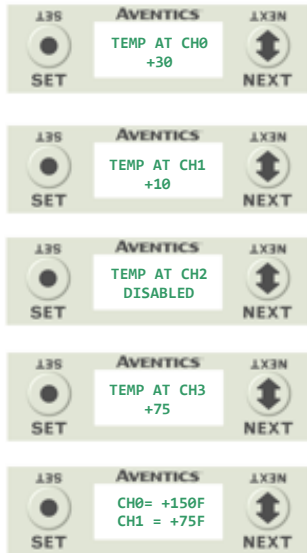 SET AVENTICS NEXT
TEMP AT CH0
+30
SET NEXT
SET AVENTICS NEXT
TEMP AT CH1
+10
SET NEXT
SET AVENTICS NEXT
TEMP AT CH2
DISABLED
SET NEXT
SET AVENTICS NEXT
TEMP AT CH3
+75
SET NEXT
SET AVENTICS NEXT
CH0= +150F
CH1 = +75F
SET NEXT